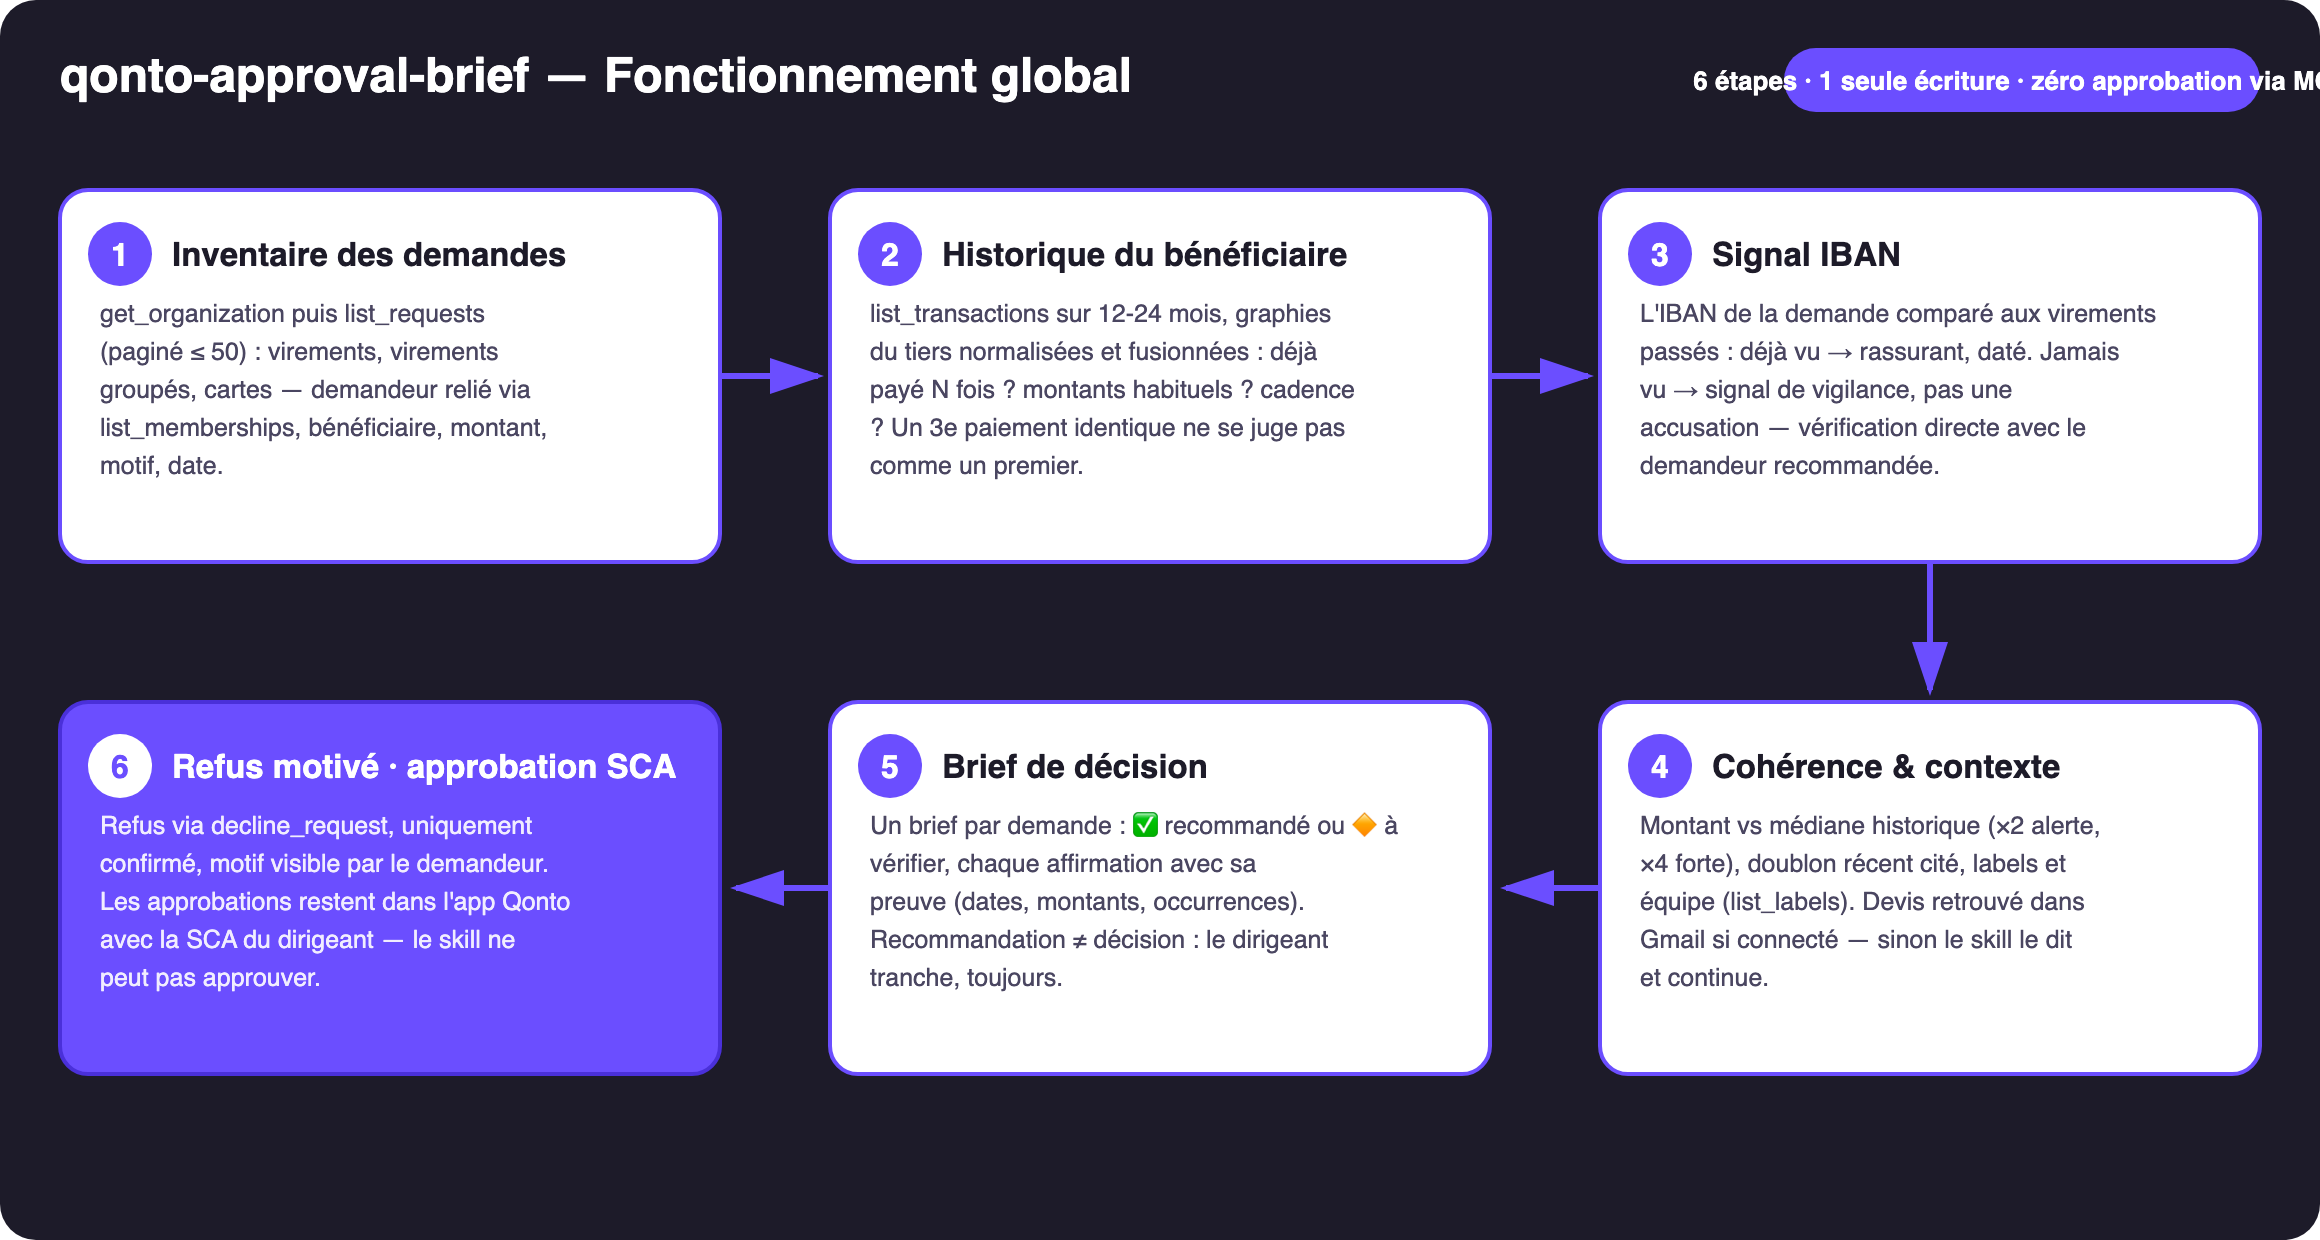 qonto-approval-brief — Fonctionnement global
6 étapes · 1 seule écriture · zéro approbation via
1 Inventaire des demandes
get_organization puis list_requests
(paginé ≤ 50) : virements, virements
groupés, cartes — demandeur relié via
list_memberships, bénéficiaire, montant,
motif, date.
2 Historique du bénéficiaire
list_transactions sur 12-24 mois, graphies
du tiers normalisées et fusionnées : déjà
payé N fois ? montants habituels ? cadence
? Un 3e paiement identique ne se juge pas
comme un premier.
3 Signal IBAN
L'IBAN de la demande comparé aux virements
passés : déjà vu → rassurant, daté. Jamais
vu → signal de vigilance, pas une
accusation — vérification directe avec le
demandeur recommandée.
6 Refus motivé · approbation SCA
Refus via decline_request, uniquement
confirmé, motif visible par le demandeur.
Les approbations restent dans l'app Qonto
avec la SCA du dirigeant — le skill ne
peut pas approuver.
5 Brief de décision
Un brief par demande : ✅ recommandé ou 🔶 à
vérifier, chaque affirmation avec sa
preuve (dates, montants, occurrences).
Recommandation ≠ décision : le dirigeant
tranche, toujours.
4 Cohérence & contexte
Montant vs médiane historique (×2 alerte,
×4 forte), doublon récent cité, labels et
équipe (list_labels). Devis retrouvé dans
Gmail si connecté — sinon le skill le dit
et continue.